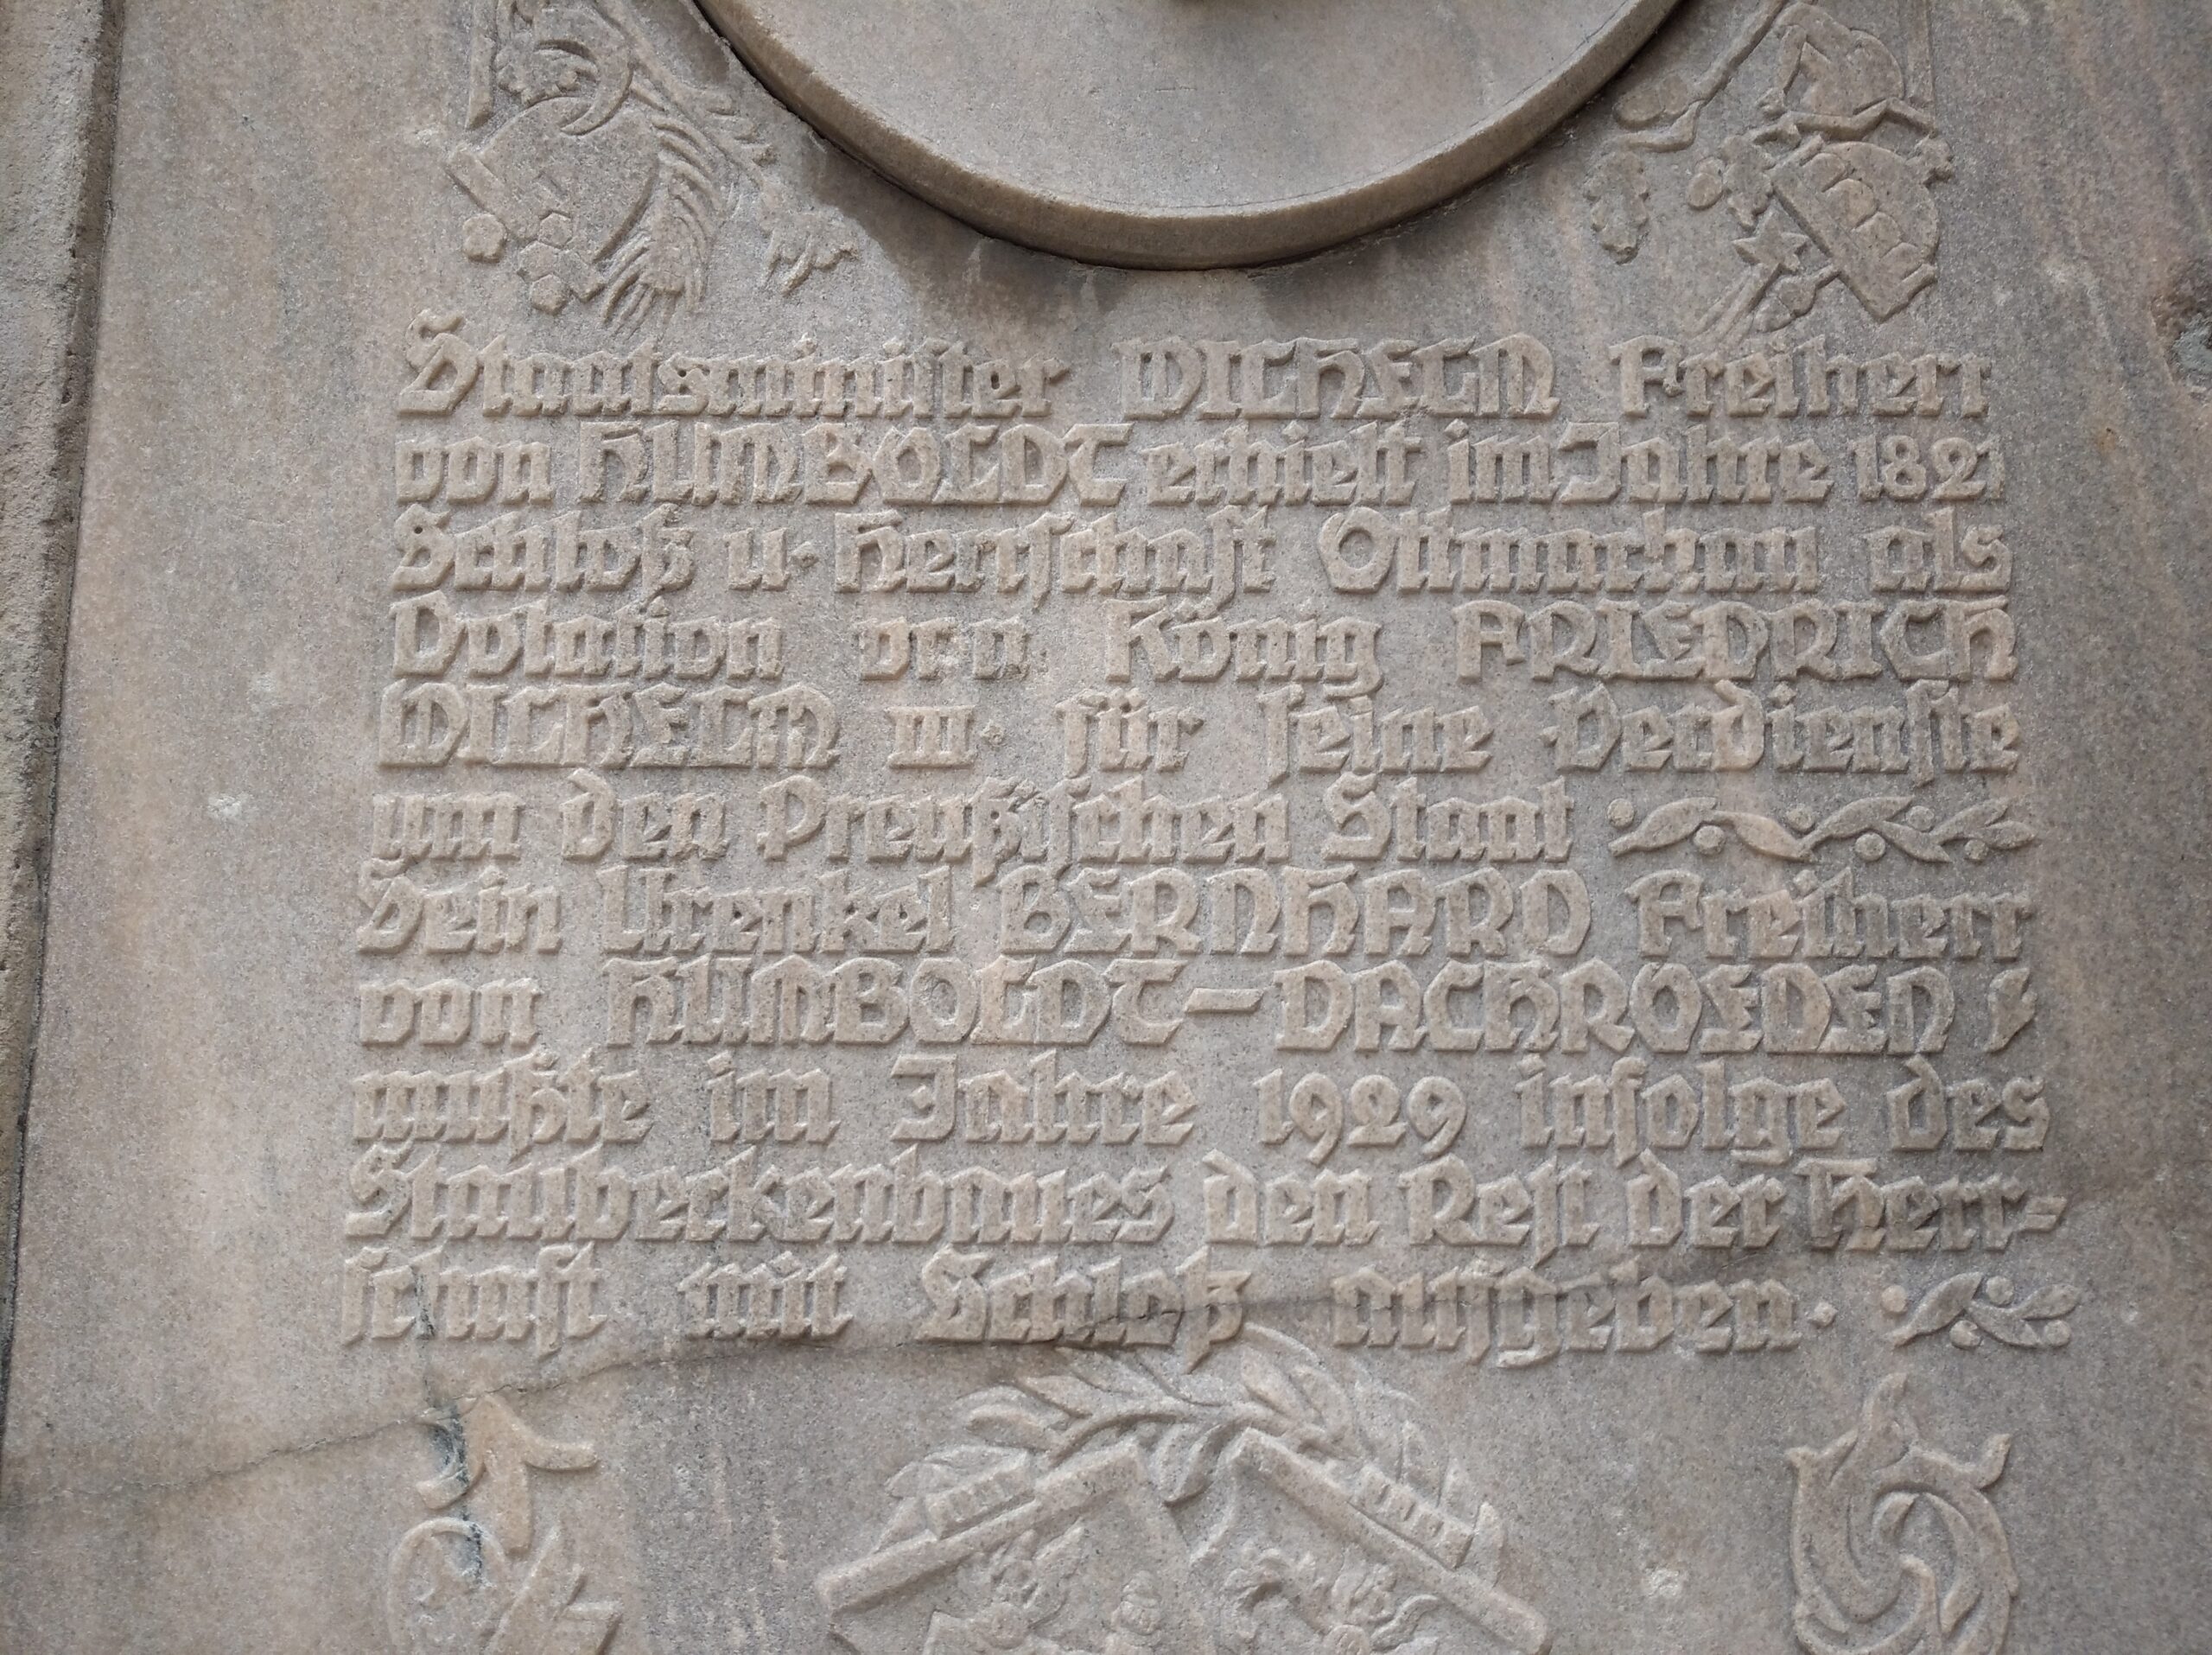 Staatsminister WILHELM Freiherr
von HUMBOLDT erhielt im Jahre 1821
Schloß u. Herrschaft Ottmachau als
Dotation von König FRIEDRICH
WILHELM III. für seine Verdienste
um den Preußischen Staat
Sein Urenkel BERNHARD Freiherr
von HUMBOLDT-DACHRÖEDEN
mußte im Jahre 1929 infolge des
Staubeckenbaues den Rest der Herr-
schaft mit Schloß aufgeben.